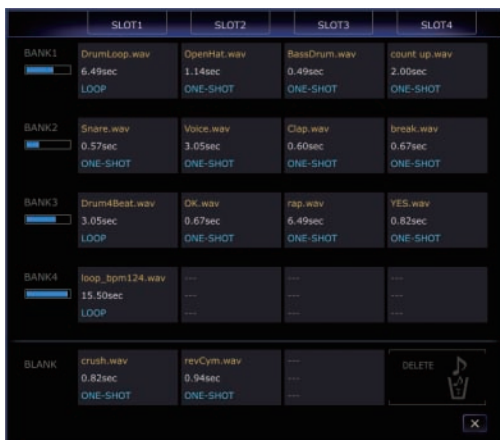 SLOT1 SLOT2 SLOT3 SLOT4
BANK1 DrumLoop.wav OpenHat.wav BassDrum.wav count up.wav
6.49sec 1.14sec 0.49sec 2.00sec
LOOP ONE-SHOT ONE-SHOT ONE-SHOT
BANK2 Snare.wav Voice.wav Clap.wav break.wav
0.57sec 3.05sec 0.60sec 0.67sec
ONE-SHOT ONE-SHOT ONE-SHOT ONE-SHOT
BANK3 Drum4Beat.wav OK.wav rap.wav YES.wav
3.05sec 0.67sec 6.49sec 0.82sec
LOOP ONE-SHOT ONE-SHOT ONE-SHOT
BANK4 loop_bpm124.wav --- --- ---
15.50sec --- --- ---
LOOP --- --- ---
BLANK crush.wav revCym.wav --- DELETE
0.82sec 0.94sec ---
ONE-SHOT ONE-SHOT ---